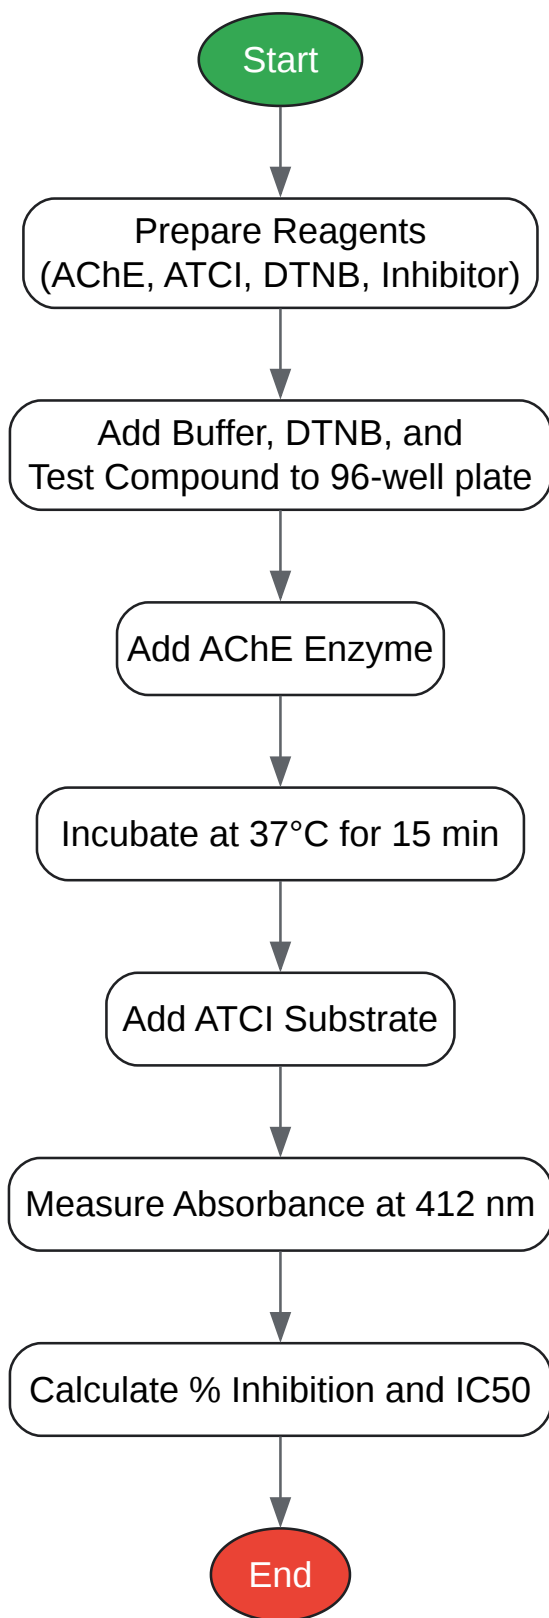 Start
Prepare Reagents
(AChE, ATCI, DTNB, Inhibitor)
Add Buffer, DTNB, and
Test Compound to 96-well plate
Add AChE Enzyme
Incubate at 37°C for 15 min
Add ATCI Substrate
Measure Absorbance at 412 nm
Calculate % Inhibition and IC50
End